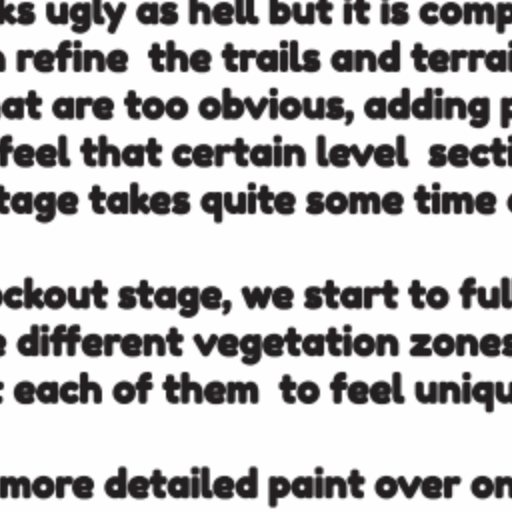 ks ugly as hell but it is comp
refine the trails and terrai
at are too obvious, adding p
feel that certain level secti
tage takes quite some time
ckout stage, we start to full
different vegetation zones
each of them to feel uniqu
more detailed paint over on